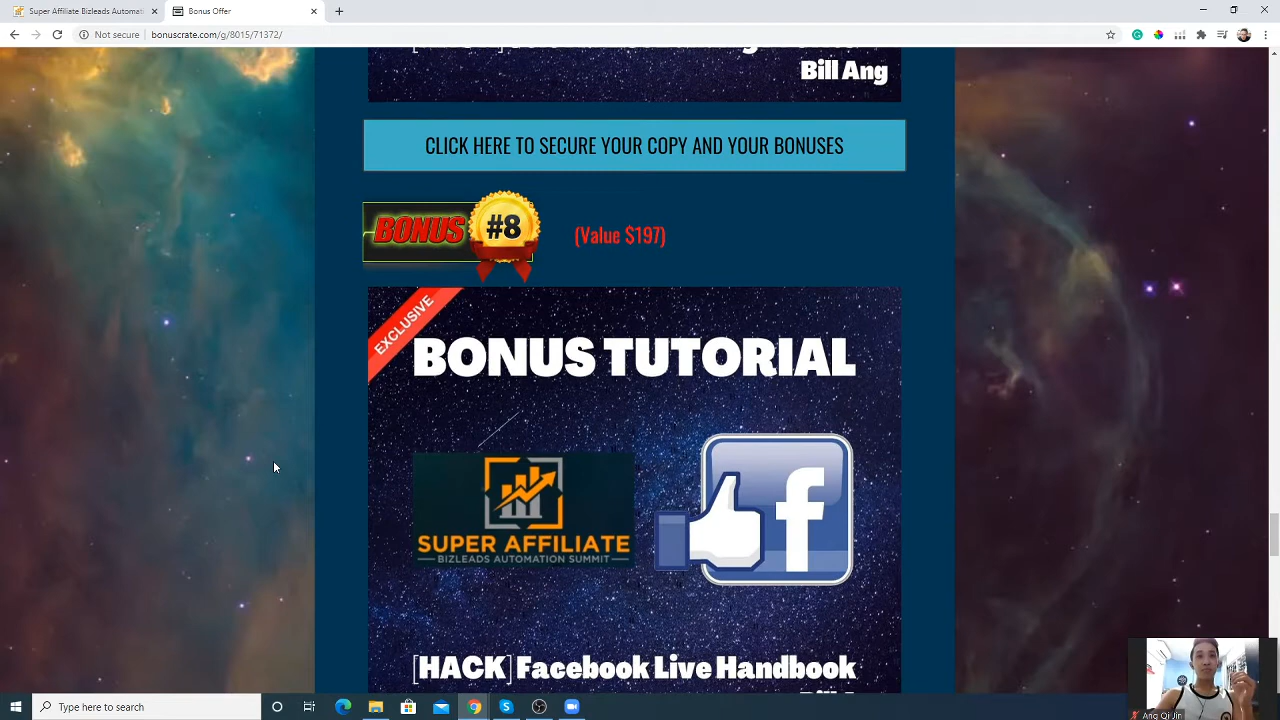 Super Affiliate Bizleads Automati
Bonus Offer
Not secure
bonuscrate.com/g/8015/71372/
Bill Ang
CLICK HERE TO SECURE YOUR COPY AND YOUR BONUSES
BONUS
#8
(Value $197)
EXCLUSIVE
BONUS TUTORIAL
SUPER AFFILIATE
BIZLEADS AUTOMATION SUMMIT
f
[HACK] Facebook Live Handbook
Type here to search
Ang Qi Jin